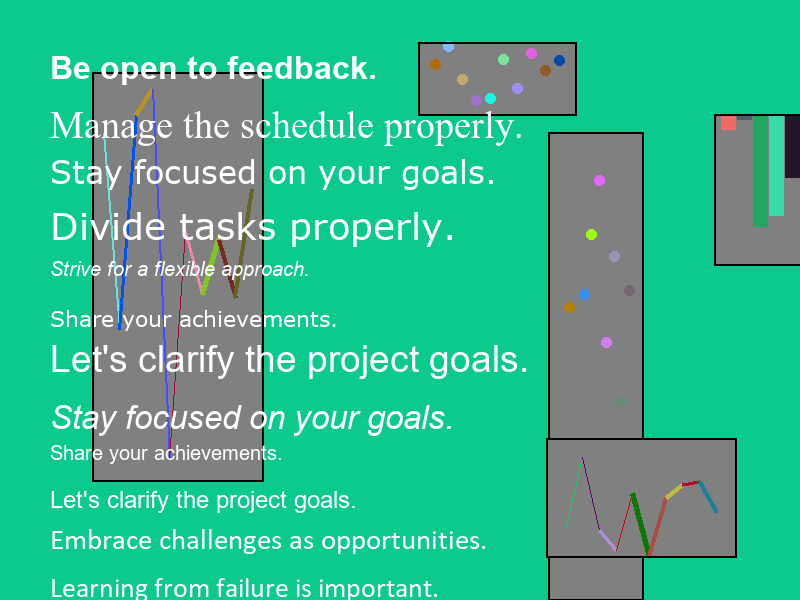 Be open to feedback.
Manage the schedule properly.
Stay focused on your goals.
Divide tasks properly.
Strive for a flexible approach.
Share your achievements.
Let's clarify the project goals.
Stay focused on your goals.
Share your achievements.
Let's clarify the project goals.
Embrace challenges as opportunities.
Learning from failure is important.